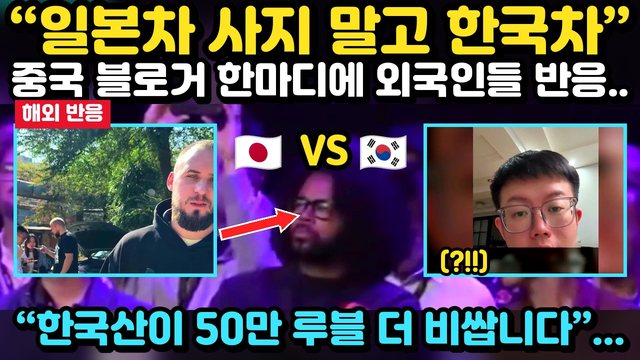 “일본차 사지 말고 한국차”
중국 블로거 한마디에 외국인들 반응..
해외 반응
VS
(?!!)
“한국산이 50만 루블 더 비쌉니다”...